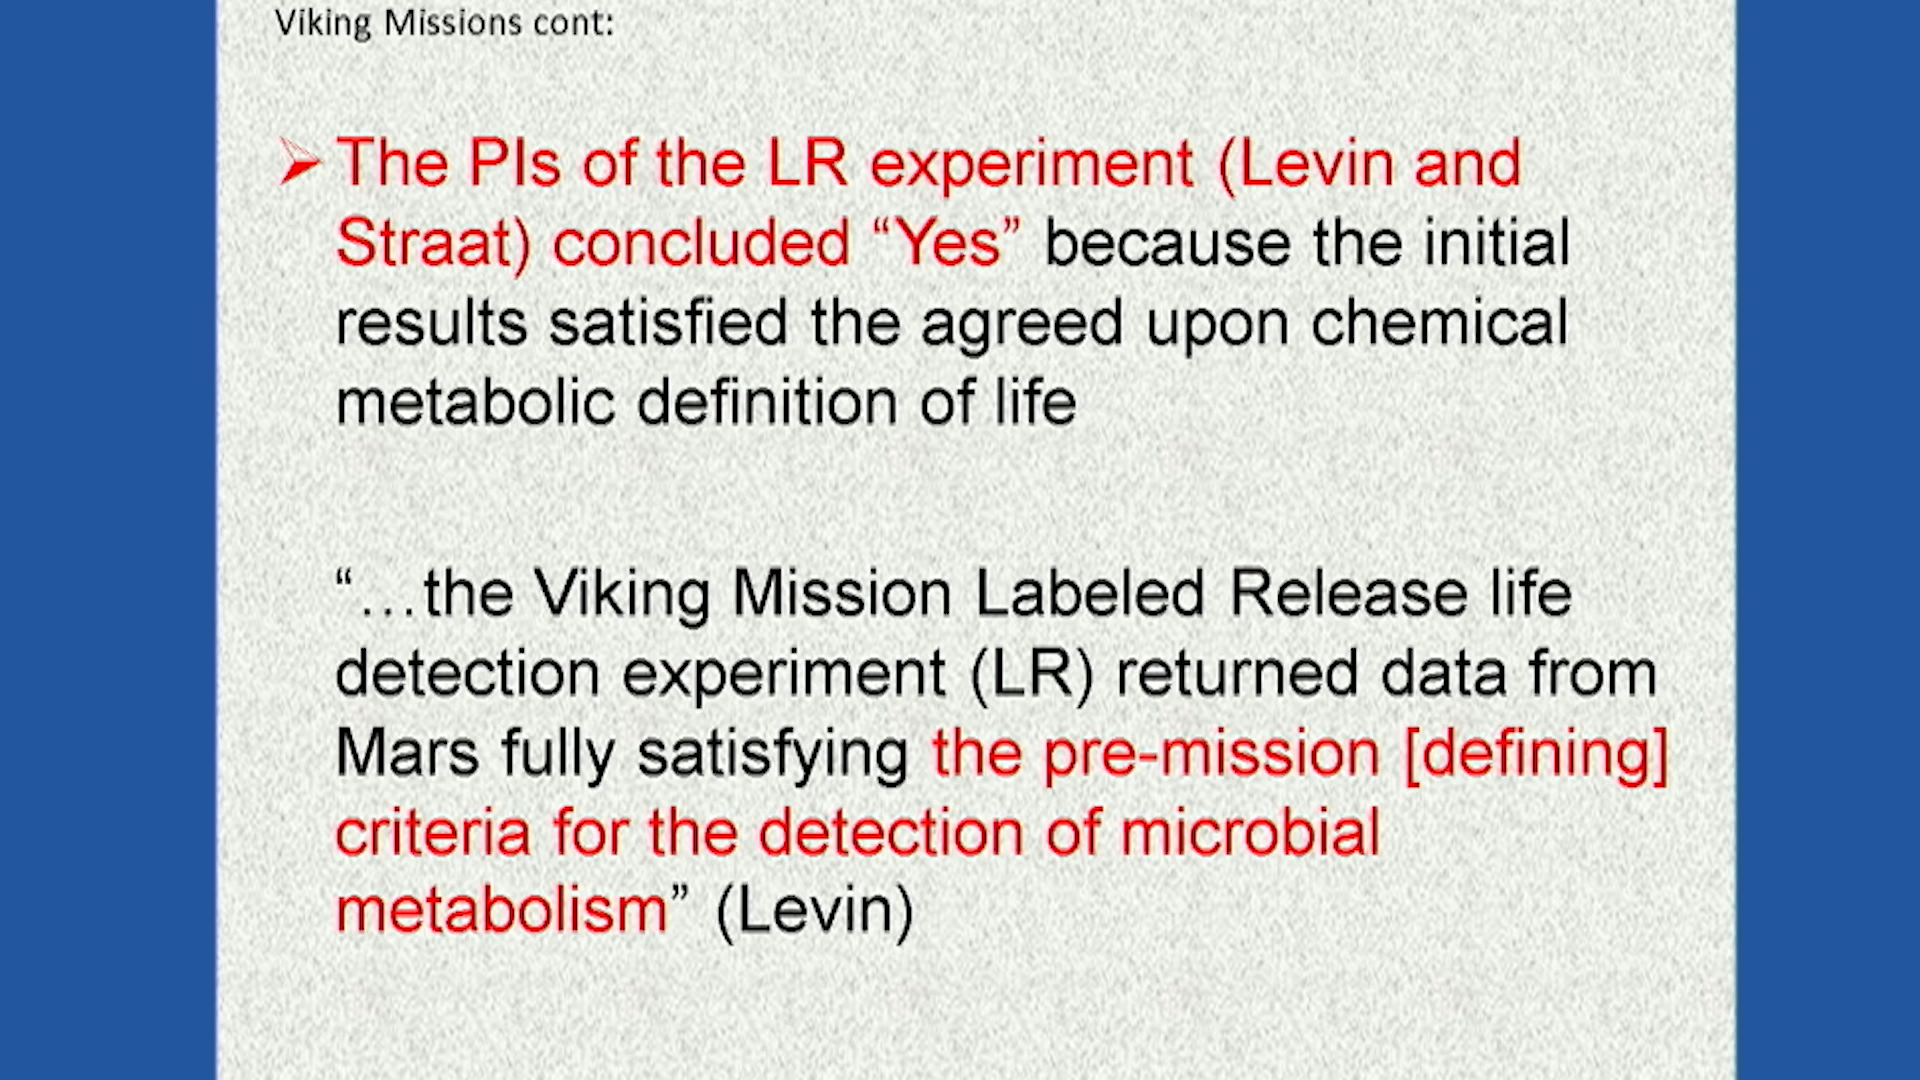 Viking Missions cont:
The PIs of the LR experiment (Levin and
Straat) concluded “Yes” because the initial
results satisfied the agreed upon chemical
metabolic definition of life
“…the Viking Mission Labeled Release life
detection experiment (LR) returned data from
Mars fully satisfying the pre-mission [defining]
criteria for the detection of microbial
metabolism” (Levin)